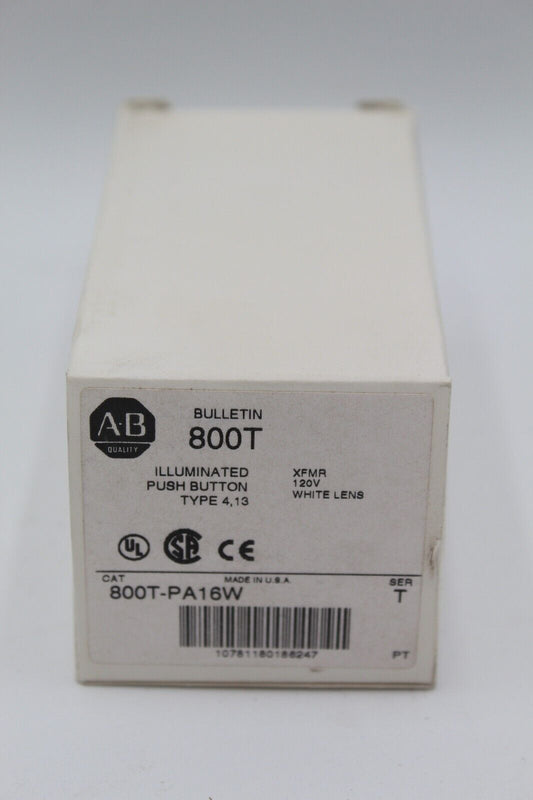 A-B
QUALITY
BULLETIN
800T
ILLUMINATED
PUSH BUTTON
TYPE 4,13
XFMR
120V
WHITE LENS
UL
SA
CE
CAT
MADE IN U.S.A.
SER
800T-PA16W
T
10781180186247
PT